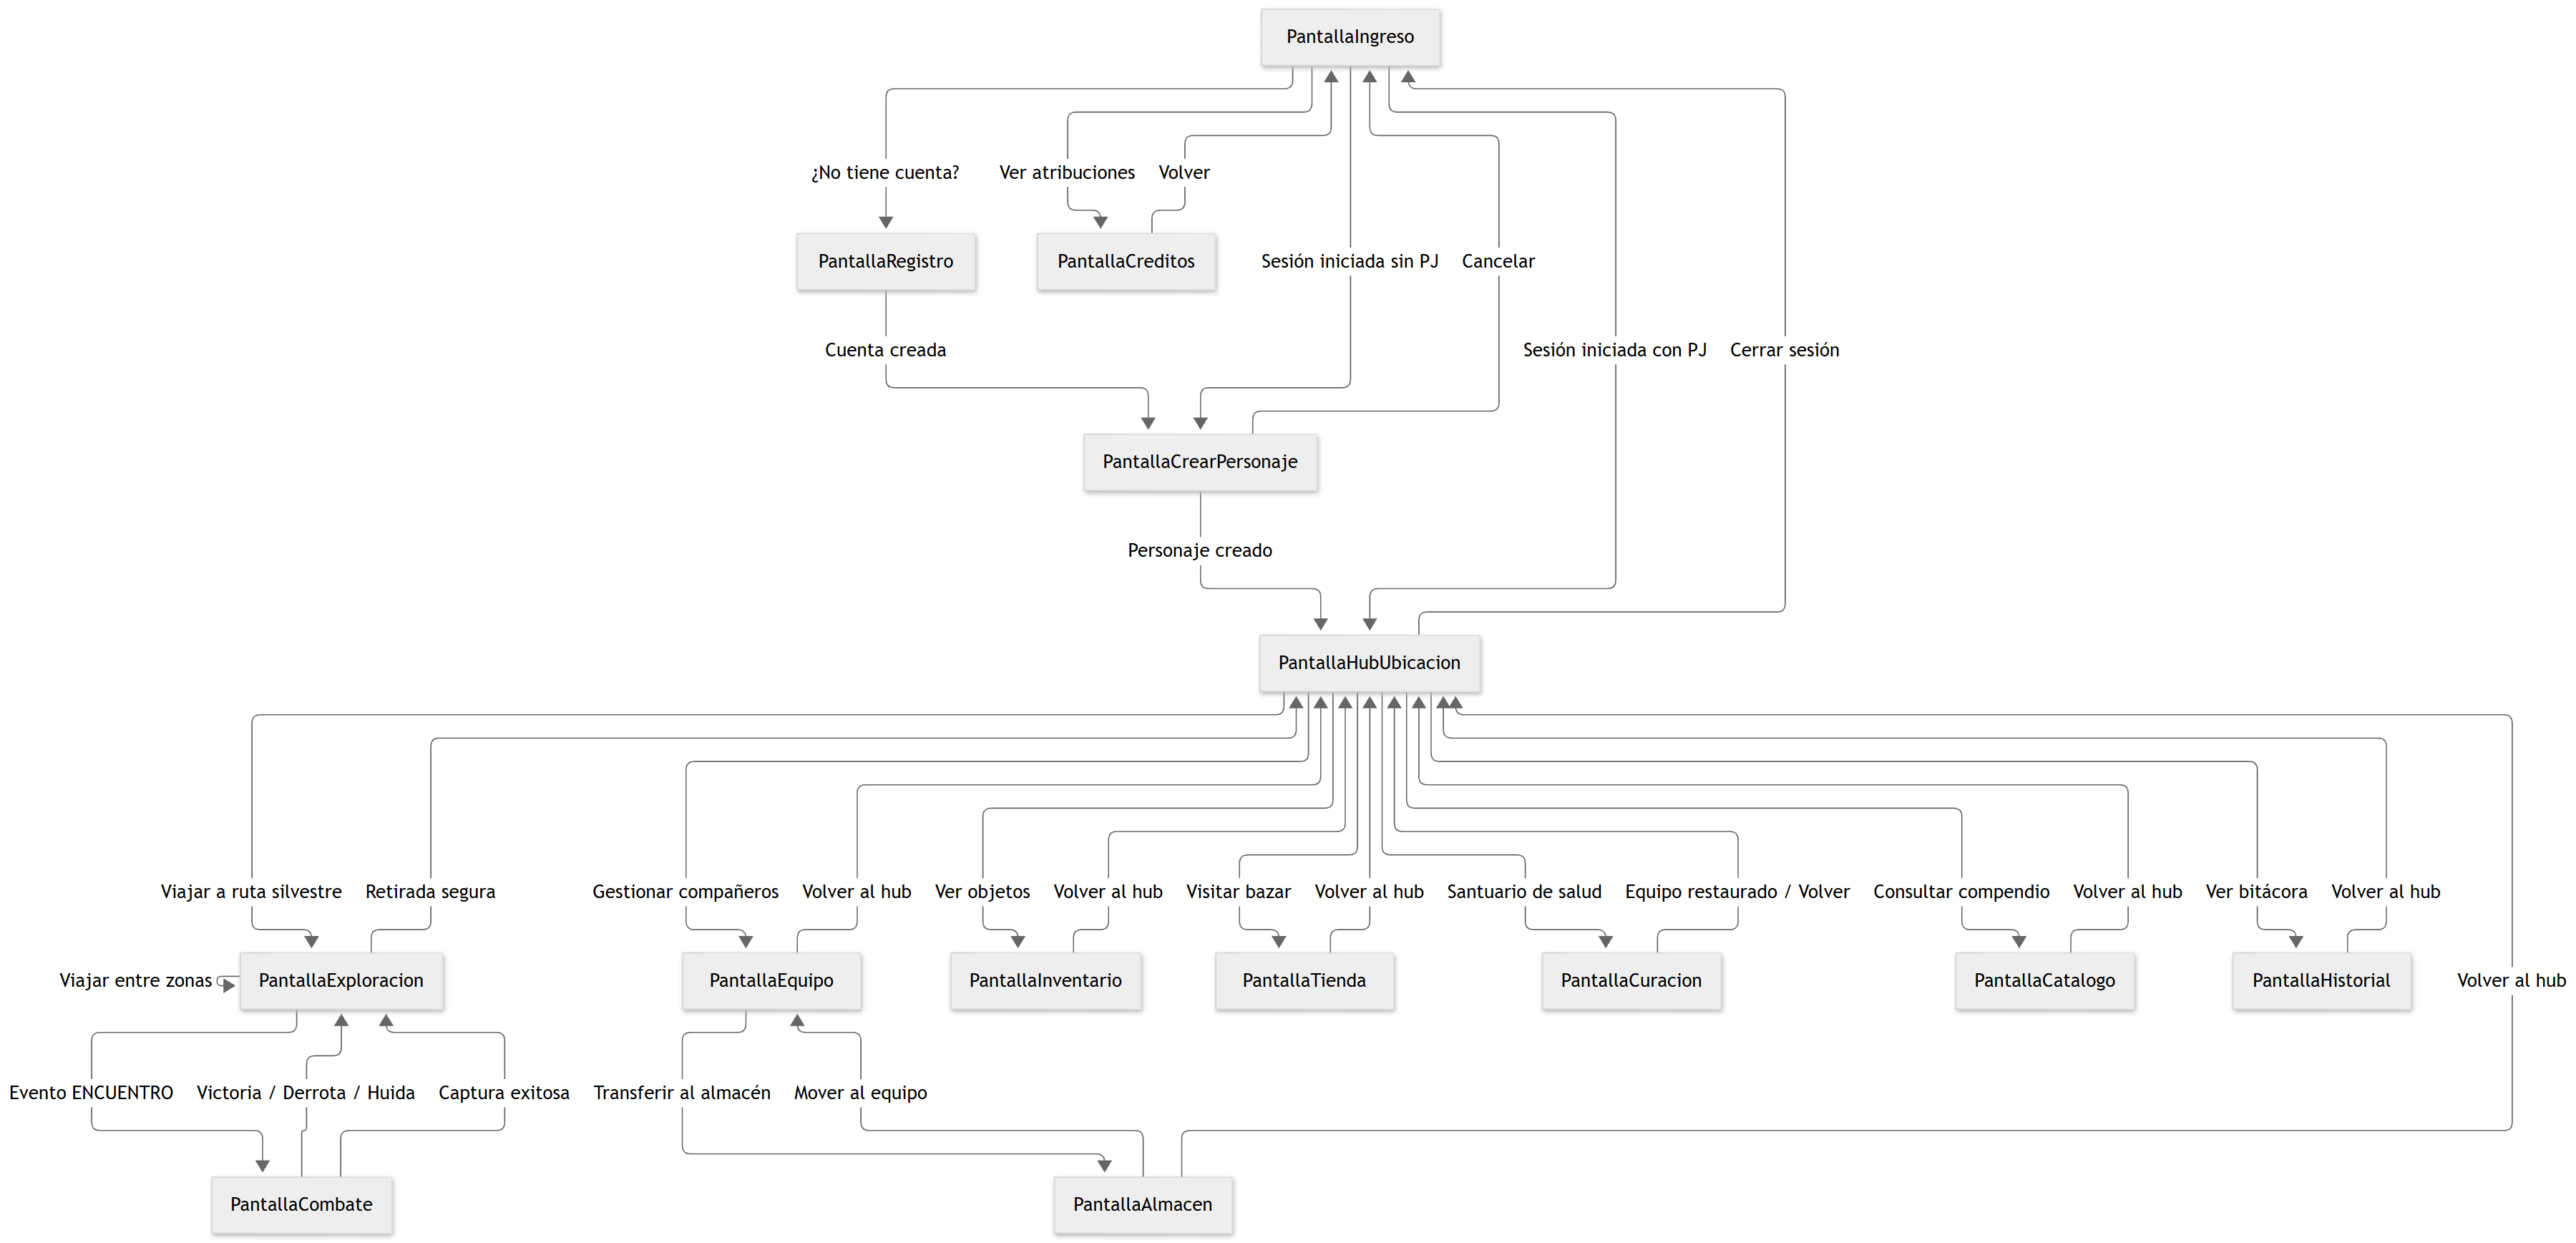 PantallaIngreso
¿No tiene cuenta?
Ver atribuciones
Volver
PantallaRegistro
PantallaCreditos
Sesión iniciada sin PJ
Cancelar
Cuenta creada
Sesión iniciada con PJ
Cerrar sesión
PantallaCrearPersonaje
Personaje creado
PantallaHubUbicacion
Viajar a ruta silvestre
Retirada segura
Gestionar compañeros
Volver al hub
Ver objetos
Volver al hub
Visitar bazar
Volver al hub
Santuario de salud
Equipo restaurado / Volver
Consultar compendio
Volver al hub
Ver bitácora
Volver al hub
Viajar entre zonas
PantallaExploracion
PantallaEquipo
PantallaInventario
PantallaTienda
PantallaCuracion
PantallaCatalogo
PantallaHistorial
Volver al hub
Evento ENCUENTRO
Victoria / Derrota / Huida
Captura exitosa
Transferir al almacén
Mover al equipo
PantallaCombate
PantallaAlmacen